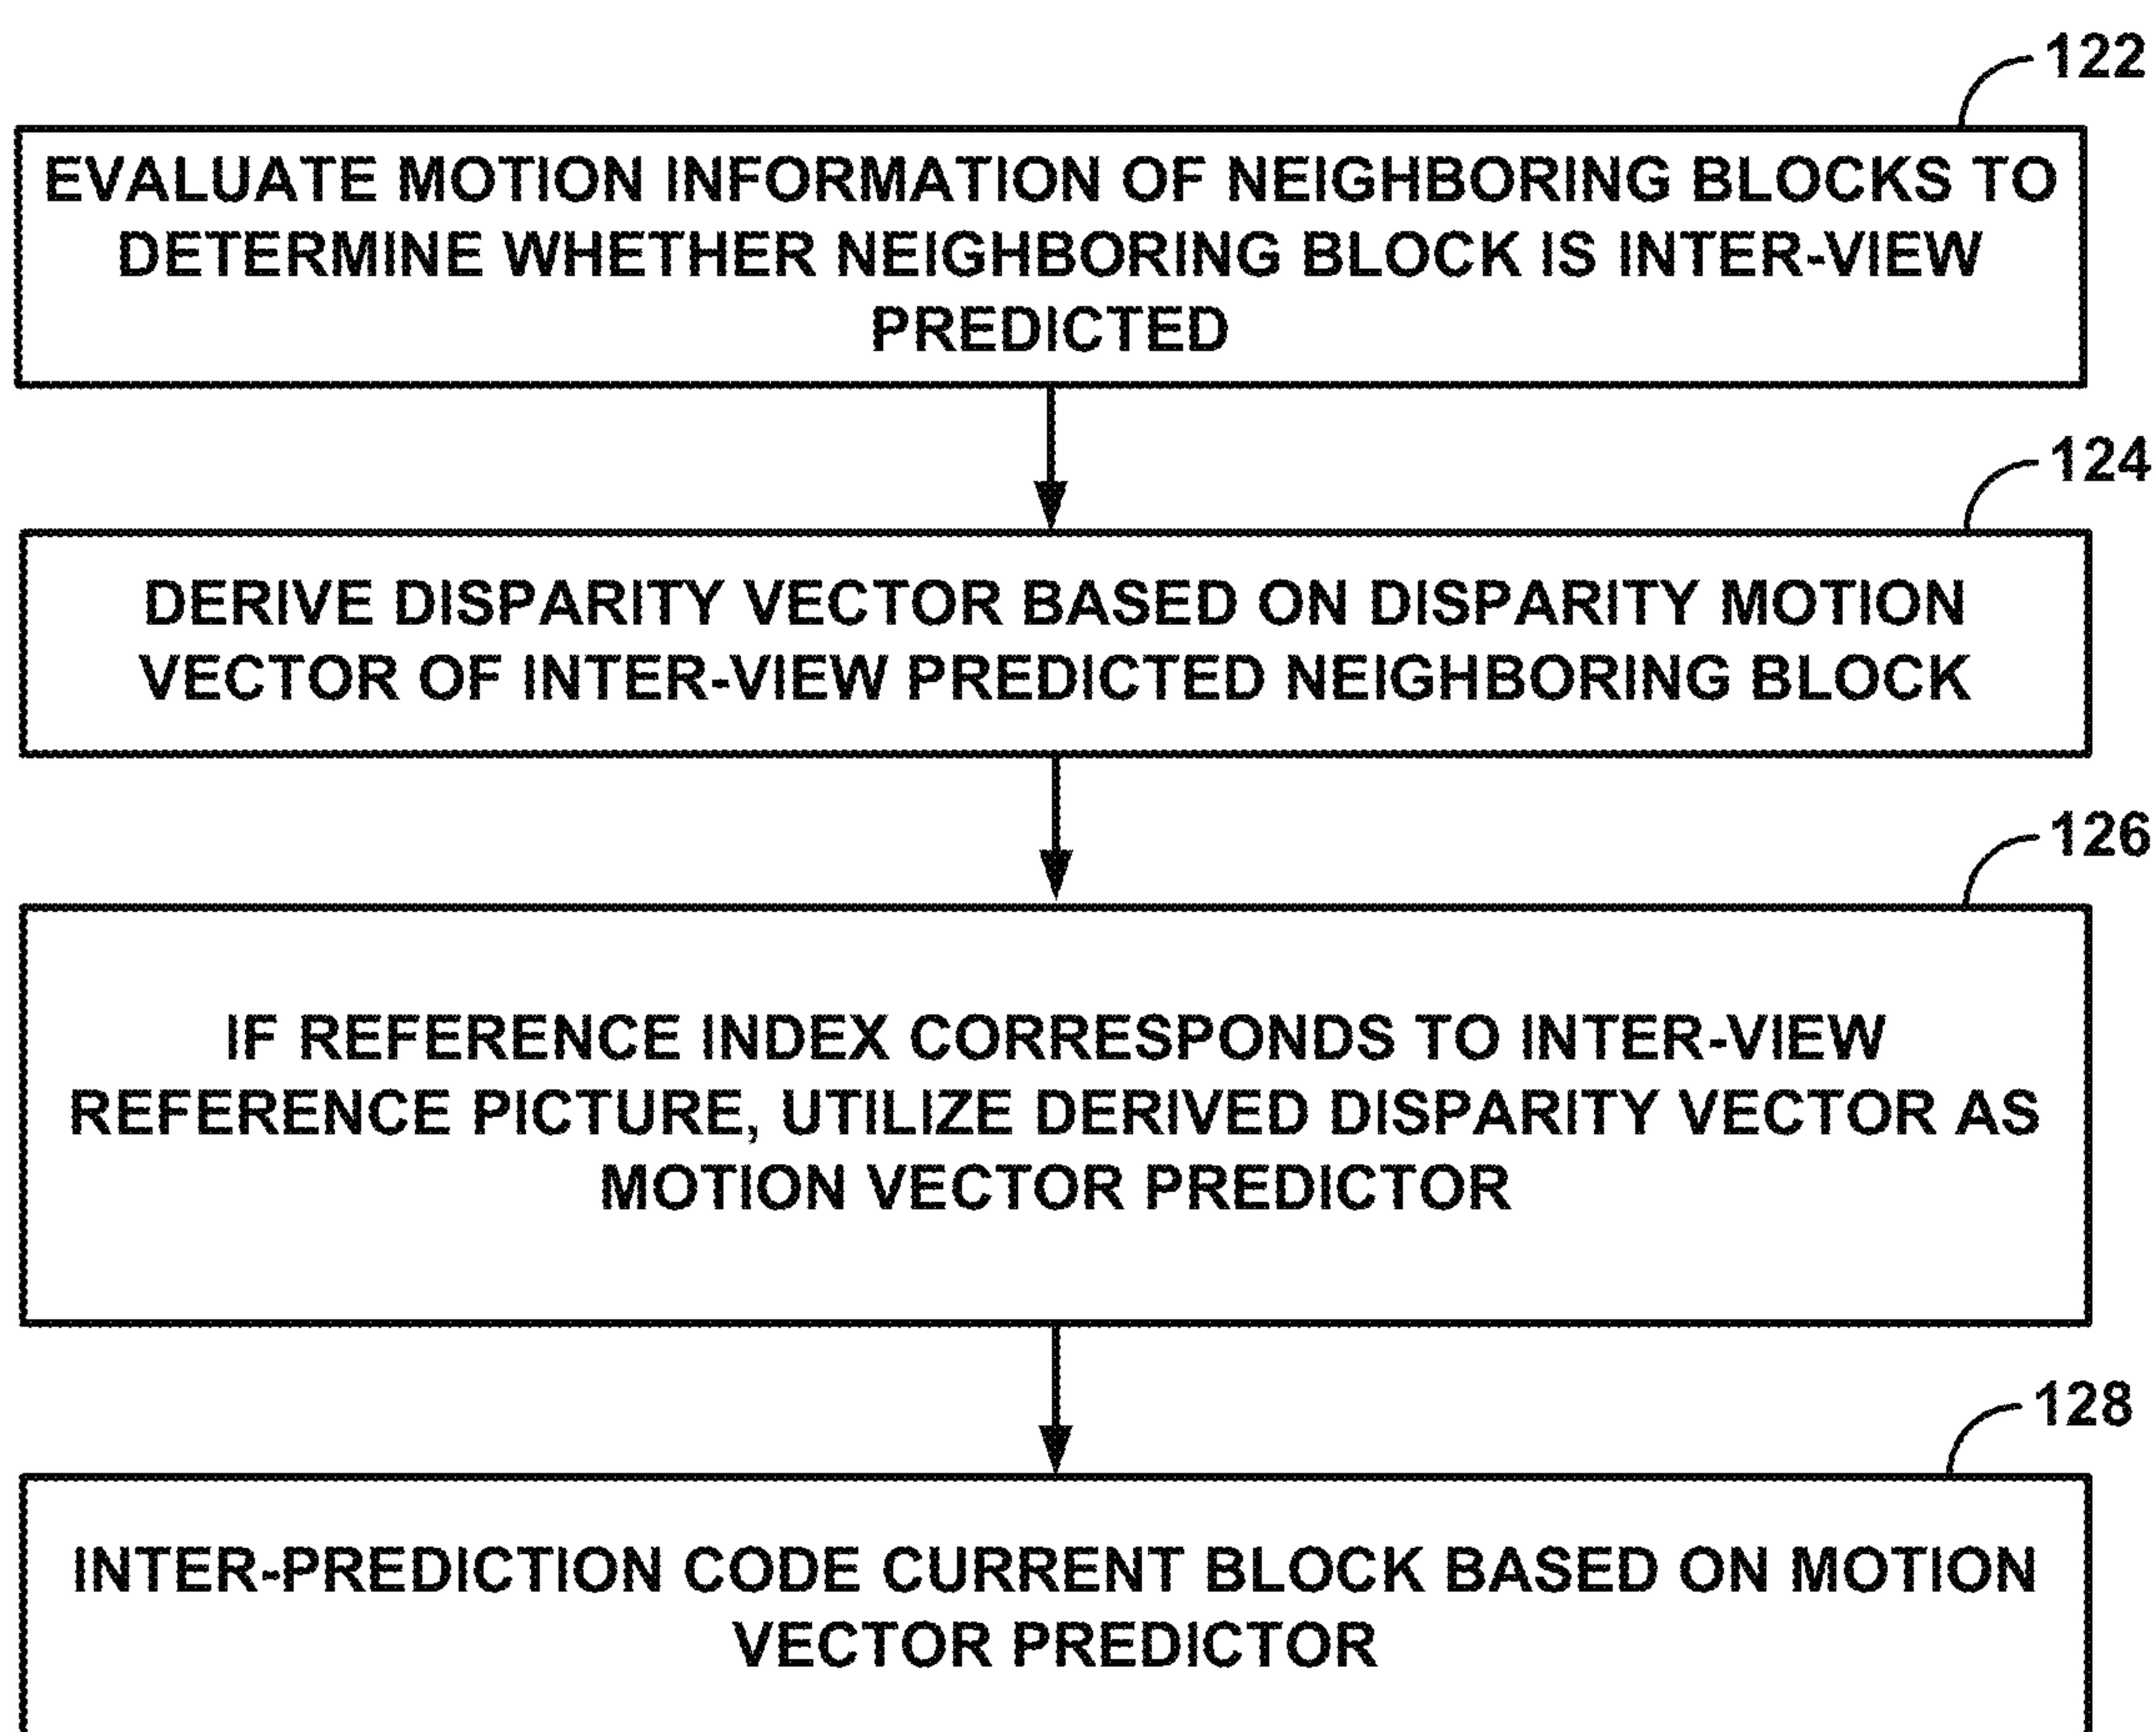 122
EVALUATE MOTION INFORMATION OF NEIGHBORING BLOCKS TO
DETERMINE WHETHER NEIGHBORING BLOCK IS INTER-VIEW
PREDICTED
124
DERIVE DISPARITY VECTOR BASED ON DISPARITY MOTION
VECTOR OF INTER-VIEW PREDICTED NEIGHBORING BLOCK
126
IF REFERENCE INDEX CORRESPONDS TO INTER-VIEW
REFERENCE PICTURE, UTILIZE DERIVED DISPARITY VECTOR AS
MOTION VECTOR PREDICTOR
128
INTER-PREDICTION CODE CURRENT BLOCK BASED ON MOTION
VECTOR PREDICTOR